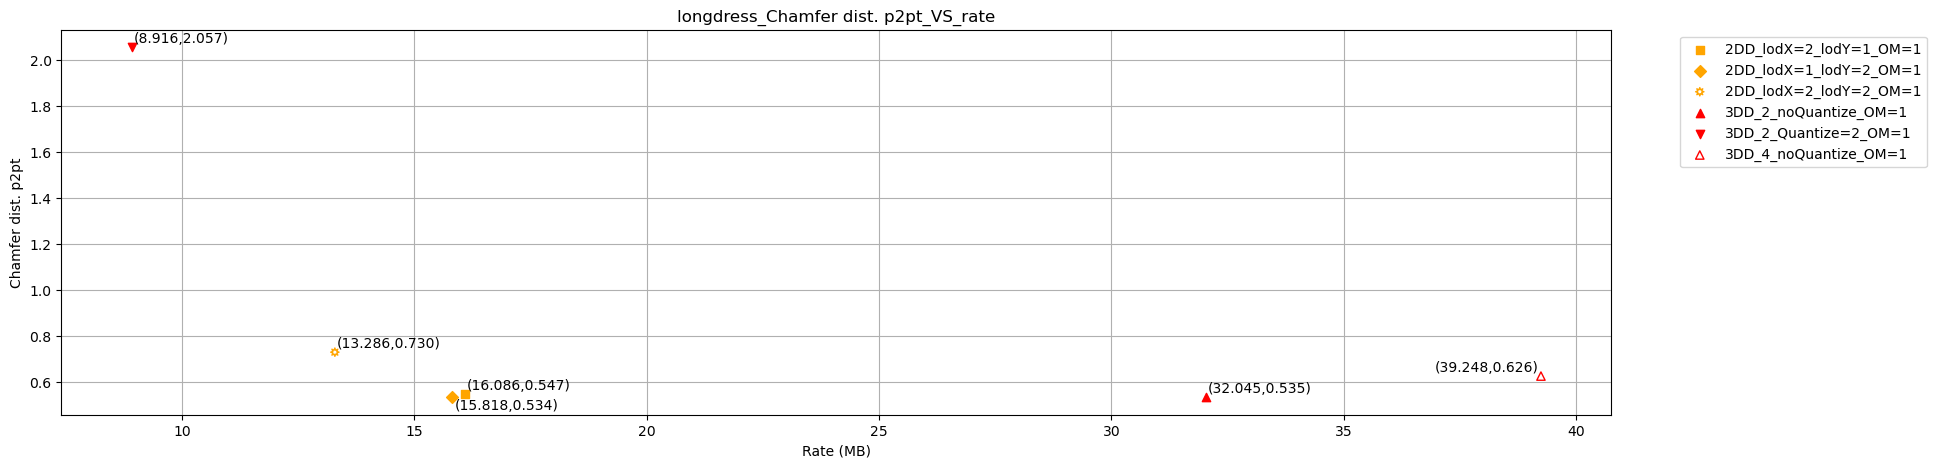 longdress_Chamfer dist. p2pt_VS_rate
(8.916,2.057)
(13.286,0.730)
(16.086,0.547)
(15.818,0.534)
(32.045,0.535)
(39.248,0.626)
2.0
1.8
1.6
1.4
1.2
1.0
0.8
0.6
Chamfer dist. p2pt
10
15
20
25
30
35
40
Rate (MB)
2DD_lodX=2_lodY=1_OM=1
2DD_lodX=1_lodY=2_OM=1
2DD_lodX=2_lodY=2_OM=1
3DD_2_noQuantize_OM=1
3DD_2_Quantize=2_OM=1
3DD_4_noQuantize_OM=1